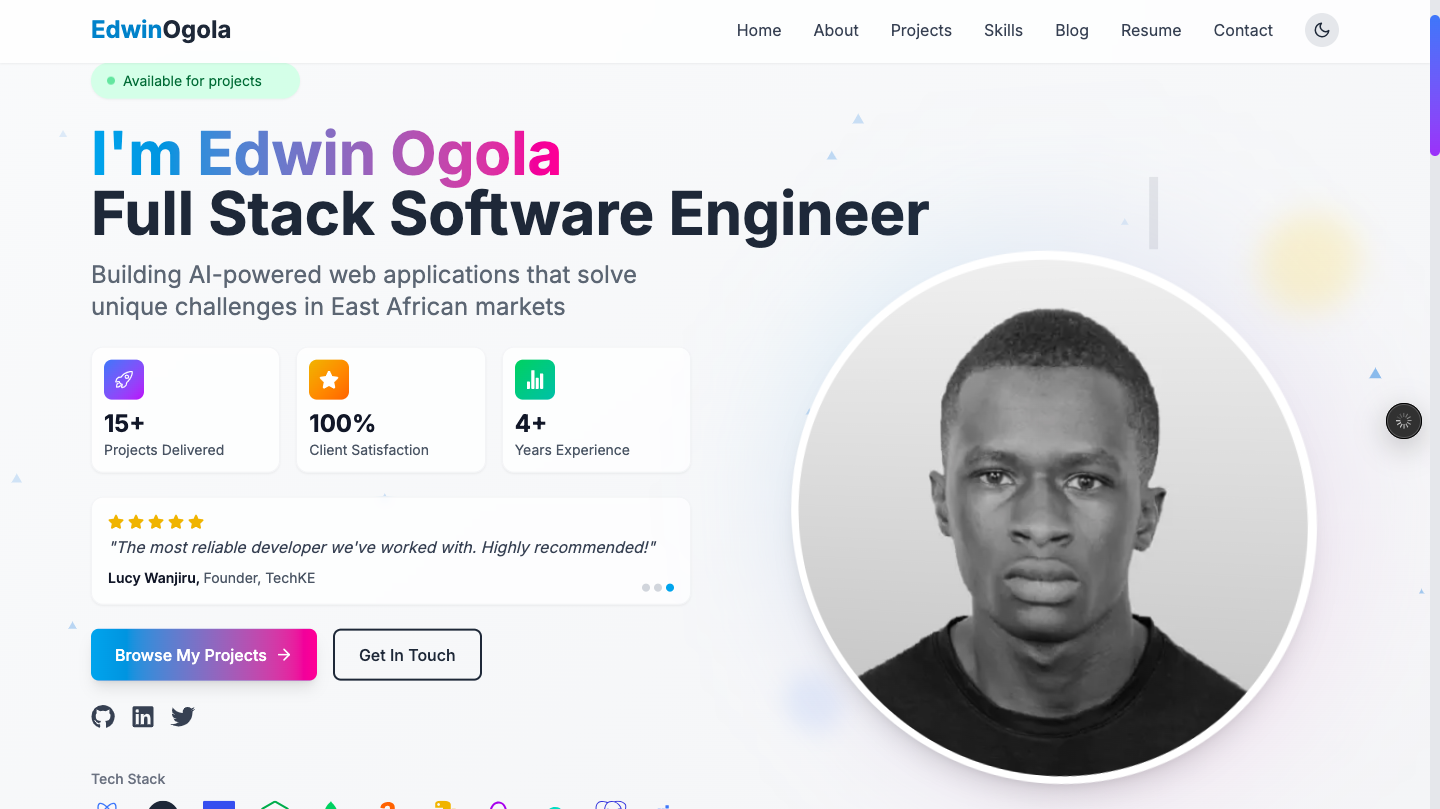 EdwinOgola
Home
About
Projects
Skills
Blog
Resume
Contact
Available for projects
I'm Edwin Ogola
Full Stack Software Engineer
Building AI-powered web applications that solve
unique challenges in East African markets
15+
Projects Delivered
100%
Client Satisfaction
4+
Years Experience
"The most reliable developer we've worked with. Highly recommended!"
Lucy Wanjiru, Founder, TechKE
Browse My Projects
Get In Touch
Tech Stack